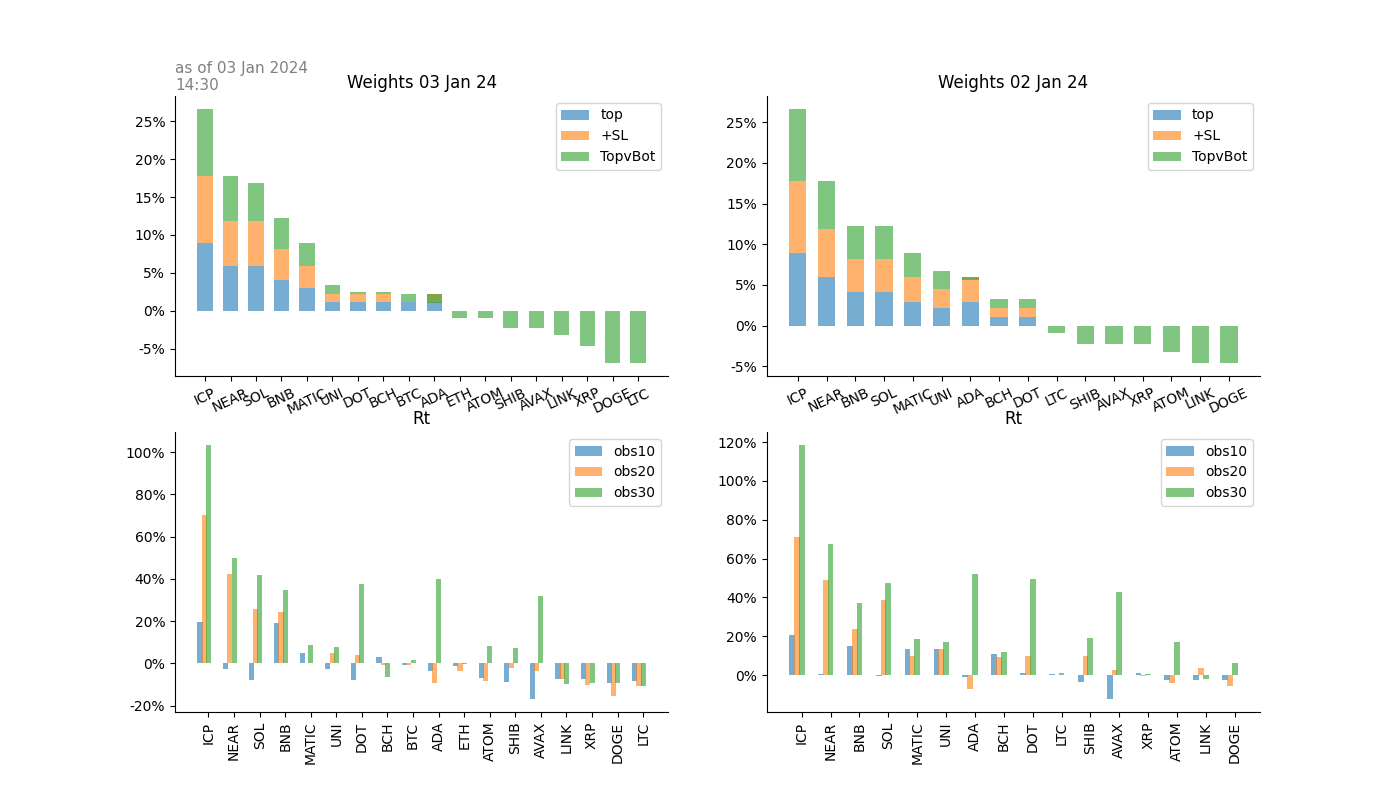 as of 03 Jan 2024
14:30
Weights 03 Jan 24
top
+SL
TopvBot
25%
20%
15%
10%
5%
0%
-5%
ICP NEAR SOL BNB MATIC UNI DOT BCH BTC ADA ETH ATOM SHIB AVAX LINK XRP DOGE LTC
Weights 02 Jan 24
top
+SL
TopvBot
25%
20%
15%
10%
5%
0%
-5%
ICP NEAR BNB SOL MATIC UNI ADA BCH DOT LTC SHIB AVAX XRP ATOM LINK DOGE
Rt
obs10
obs20
obs30
100%
80%
60%
40%
20%
0%
-20%
ICP NEAR SOL BNB MATIC UNI DOT BCH BTC ADA ETH ATOM SHIB AVAX LINK XRP DOGE LTC
Rt
obs10
obs20
obs30
120%
100%
80%
60%
40%
20%
0%
ICP NEAR BNB SOL MATIC UNI ADA BCH DOT LTC SHIB AVAX XRP ATOM LINK DOGE